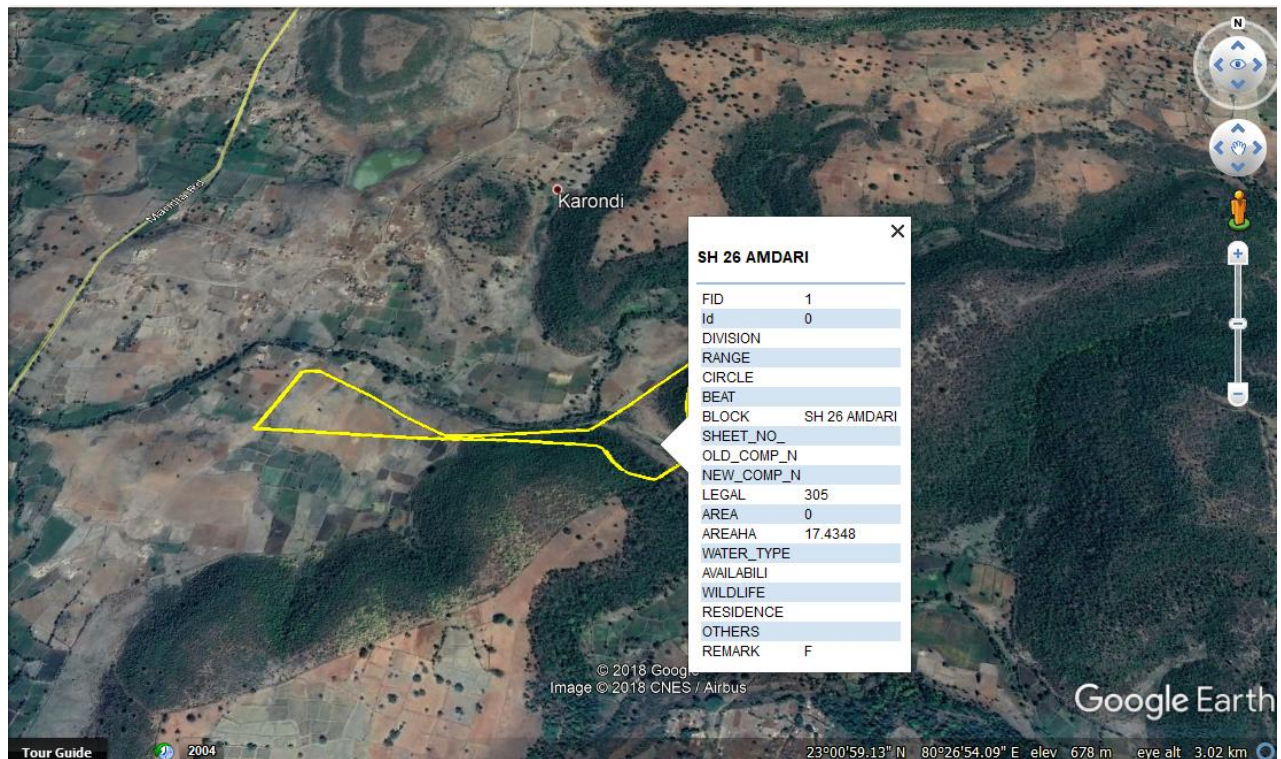 N
Manglia Rd
Karondi
SH 26 AMDARI
FID 1
Id 0
DIVISION
RANGE
CIRCLE
BEAT
BLOCK SH 26 AMDARI
SHEET_NO_
OLD_COMP_N
NEW_COMP_N
LEGAL 305
AREA 0
AREAHA 17.4348
WATER_TYPE
AVAILABILI
WILDLIFE
RESIDENCE
OTHERS
REMARK F
© 2018 Google
Image © 2018 CNES / Airbus
Google Earth
Tour Guide 2004 23°00'59.13" N 80°26'54.09" E elev 678 m eye alt 3.02 km